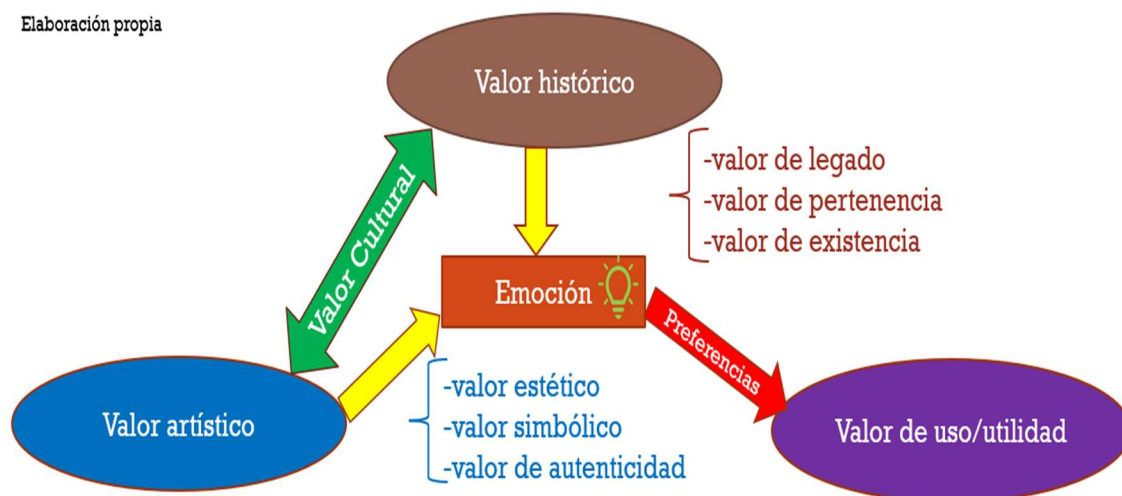 Elaboración propia
Valor histórico
-valor de legado
-valor de pertenencia
-valor de existencia
Valor Cultural
Emoción
Preferencias
Valor artístico
-valor estético
-valor simbólico
-valor de autenticidad
Valor de uso/utilidad